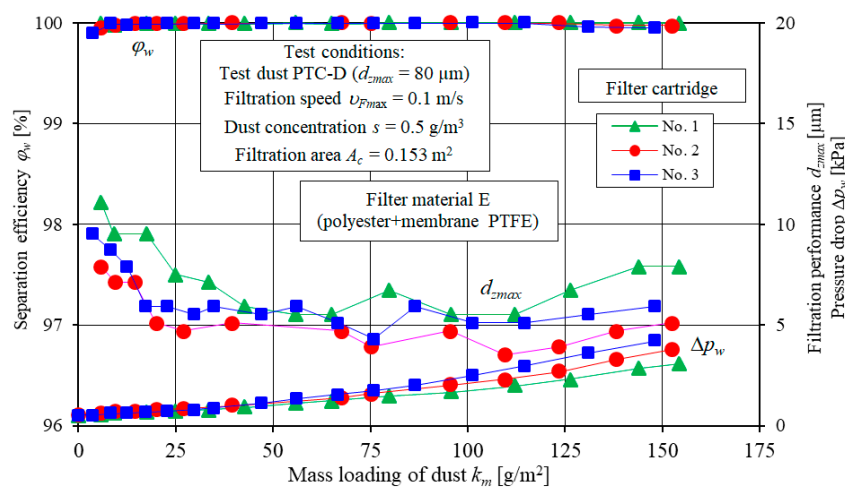 100
99
98
97
96
Separation efficiency φw [%]
φw
Test conditions:
Test dust PTC-D (dzmax = 80 μm)
Filtration speed υFmax = 0.1 m/s
Dust concentration s = 0.5 g/m³
Filtration area Ac = 0.153 m²
Filter cartridge
No. 1
No. 2
No. 3
Filter material E
(polyester+membrane PTFE)
dzmax
Δpw
20
15
10
5
0
Filtration performance dzmax [μm]
Pressure drop Δpw [kPa]
0 25 50 75 100 125 150 175
Mass loading of dust km [g/m²]